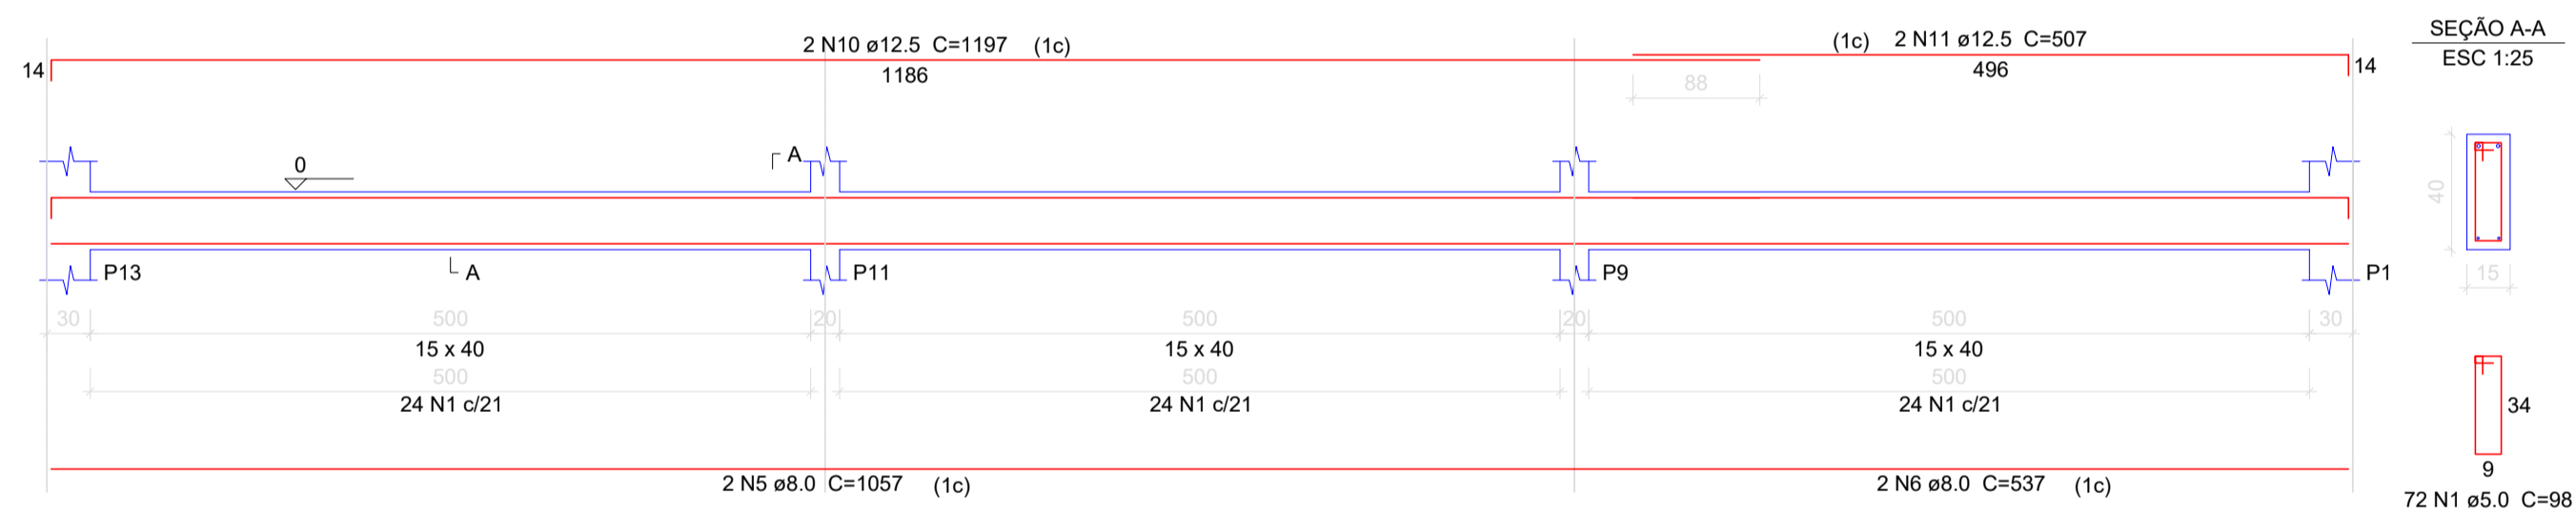 2 N10 ø12.5 C=1197 (1c)
(1c) 2 N11 ø12.5 C=507
SEÇÃO A-A
ESC 1:25
14
1186
496
14
88
0
A
40
P13
A
P11
P9
P1
15
30
500
20
500
20
500
30
15 x 40
15 x 40
15 x 40
500
500
500
24 N1 c/21
24 N1 c/21
24 N1 c/21
34
9
2 N5 ø8.0 C=1057 (1c)
2 N6 ø8.0 C=537 (1c)
72 N1 ø5.0 C=98